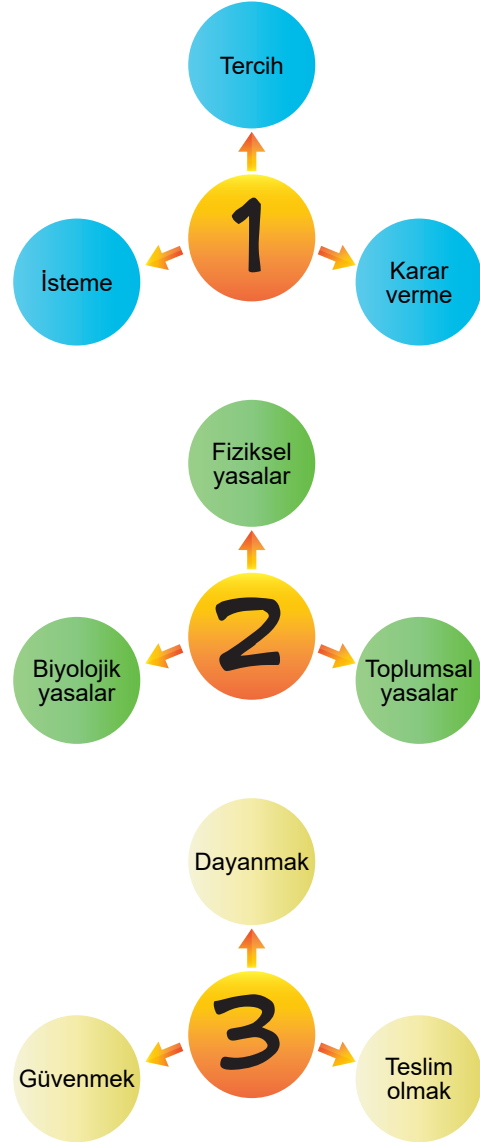 Tercih
1
İsteme
Karar
verme
Fiziksel
yasalar
2
Biyolojik
yasalar
Toplumsal
yasalar
Dayanmak
3
Güvenmek
Teslim
olmak